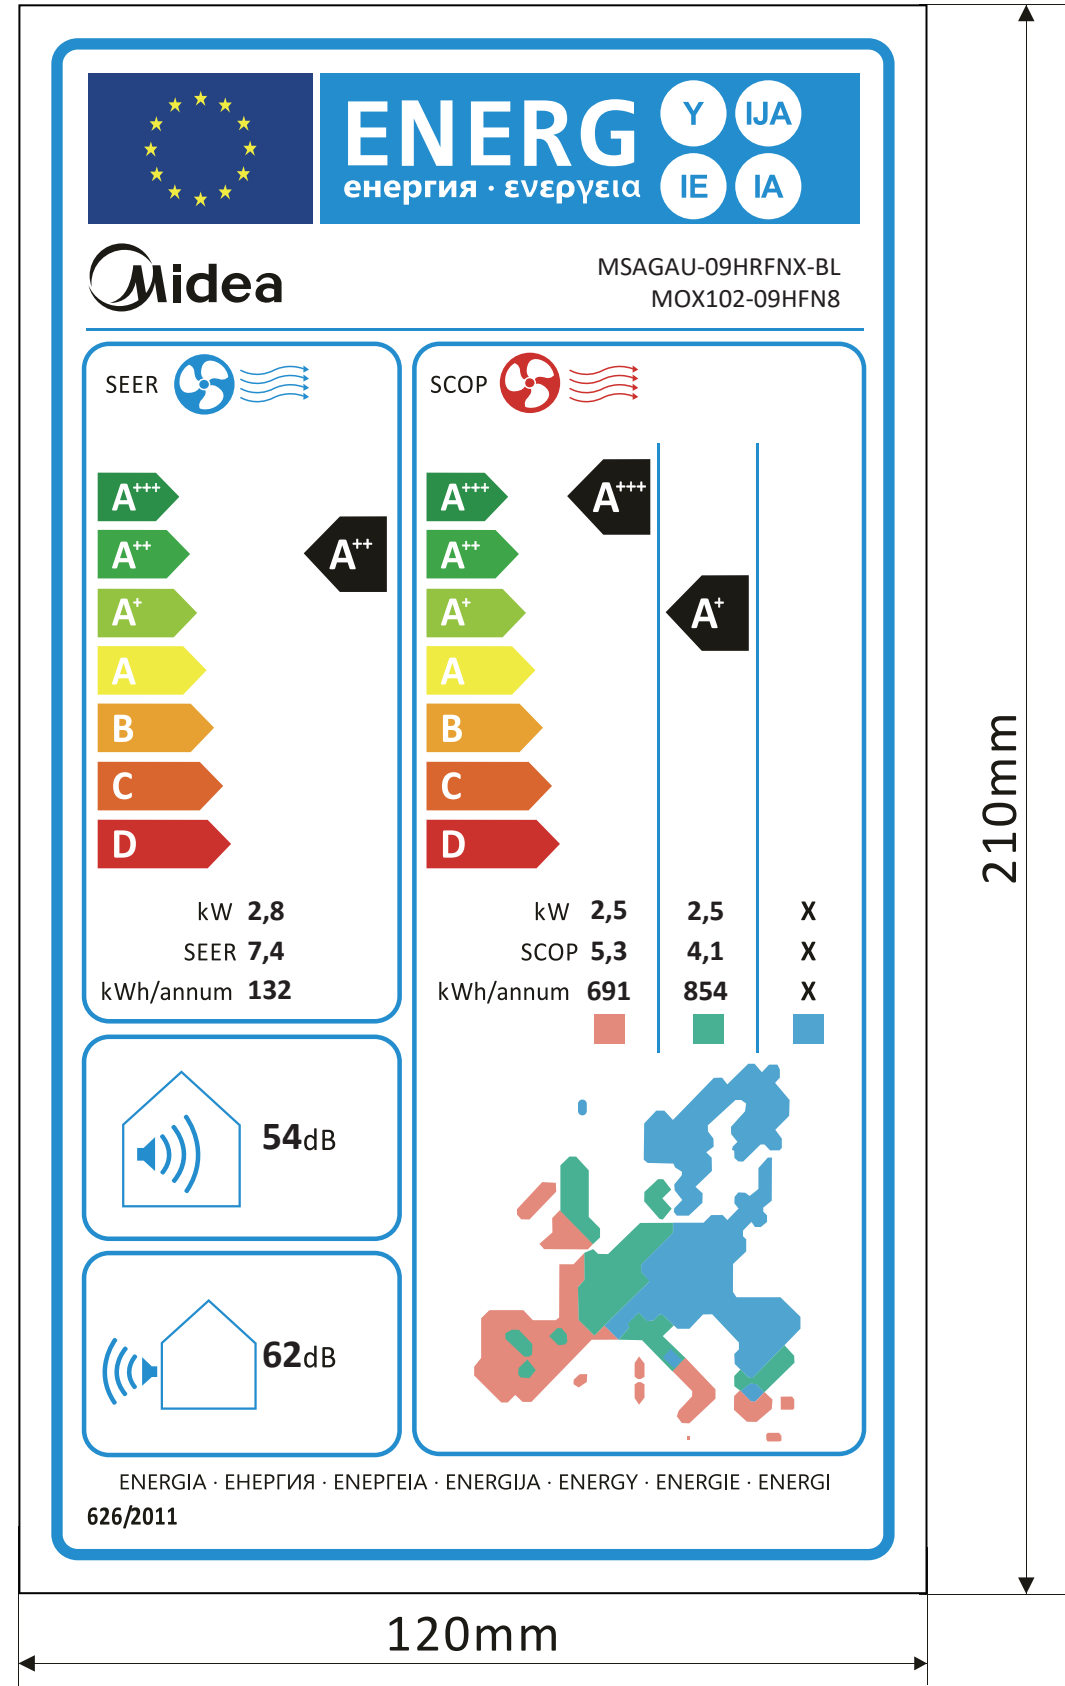 ENERG
енергия · ενεργεια
Y IJA
IE IA
Midea
MSAGAU-09HRFNX-BL
MOX102-09HFN8
SEER
A+++
A++
A+
A
B
C
D
A++
kW 2,8
SEER 7,4
kWh/annum 132
SCOP
A+++
A++
A+
A
B
C
D
A+++
A+
kW 2,5 2,5 X
SCOP 5,3 4,1 X
kWh/annum 691 854 X
54dB
62dB
ENERGIA · ЕНЕРГИЯ · ΕΝΕΡΓΕΙΑ · ENERGIJA · ENERGY · ENERGIE · ENERGI
626/2011
210mm
120mm